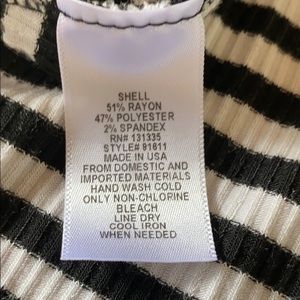 SHELL
51% RAYON
47% POLYESTER
2% SPANDEX
RN# 131335
STYLE# 81811
MADE IN USA
FROM DOMESTIC AND
IMPORTED MATERIALS
HAND WASH COLD
ONLY NON-CHLORINE
BLEACH
LINE DRY
COOL IRON
WHEN NEEDED